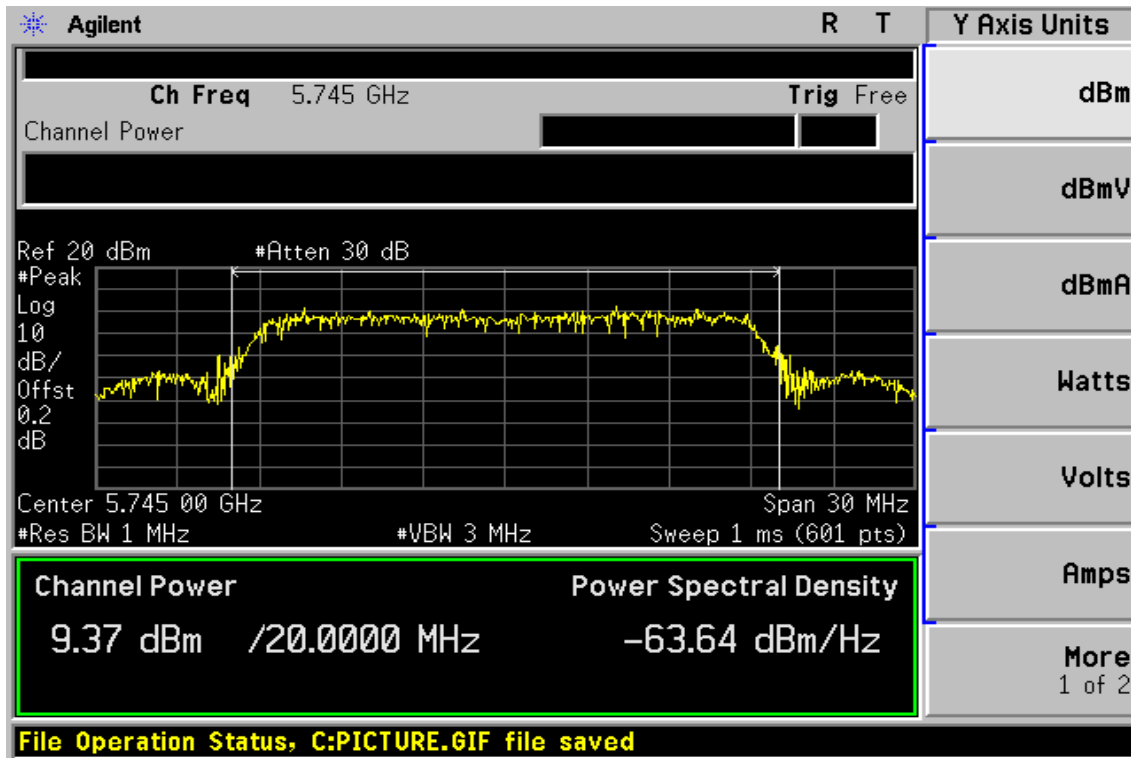 Agilent R T Y Axis Units
Ch Freq 5.745 GHz Trig Free
Channel Power
Ref 20 dBm #Atten 30 dB
#Peak
Log
10
dB/
Offst
0.2
dB
Center 5.745 00 GHz Span 30 MHz
#Res BW 1 MHz #VBW 3 MHz Sweep 1 ms (601 pts)
Channel Power Power Spectral Density
9.37 dBm /20.0000 MHz -63.64 dBm/Hz
File Operation Status, C:PICTURE.GIF file saved
dBm
dBmV
dBmA
Watts
Volts
Amps
More
1 of 2